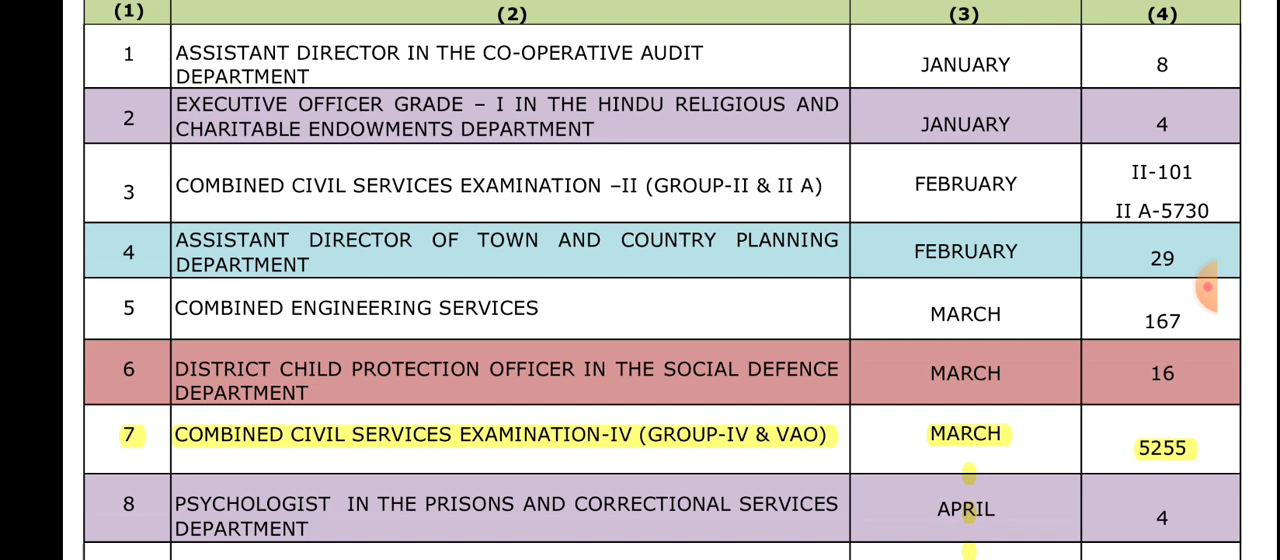 (1) (2) (3) (4)
1 ASSISTANT DIRECTOR IN THE CO-OPERATIVE AUDIT
DEPARTMENT JANUARY 8
2 EXECUTIVE OFFICER GRADE – I IN THE HINDU RELIGIOUS AND
CHARITABLE ENDOWMENTS DEPARTMENT JANUARY 4
3 COMBINED CIVIL SERVICES EXAMINATION –II (GROUP-II & II A) FEBRUARY II-101
II A-5730
4 ASSISTANT DIRECTOR OF TOWN AND COUNTRY PLANNING
DEPARTMENT FEBRUARY 29
5 COMBINED ENGINEERING SERVICES MARCH 167
6 DISTRICT CHILD PROTECTION OFFICER IN THE SOCIAL DEFENCE
DEPARTMENT MARCH 16
7 COMBINED CIVIL SERVICES EXAMINATION-IV (GROUP-IV & VAO) MARCH 5255
8 PSYCHOLOGIST IN THE PRISONS AND CORRECTIONAL SERVICES
DEPARTMENT APRIL 4